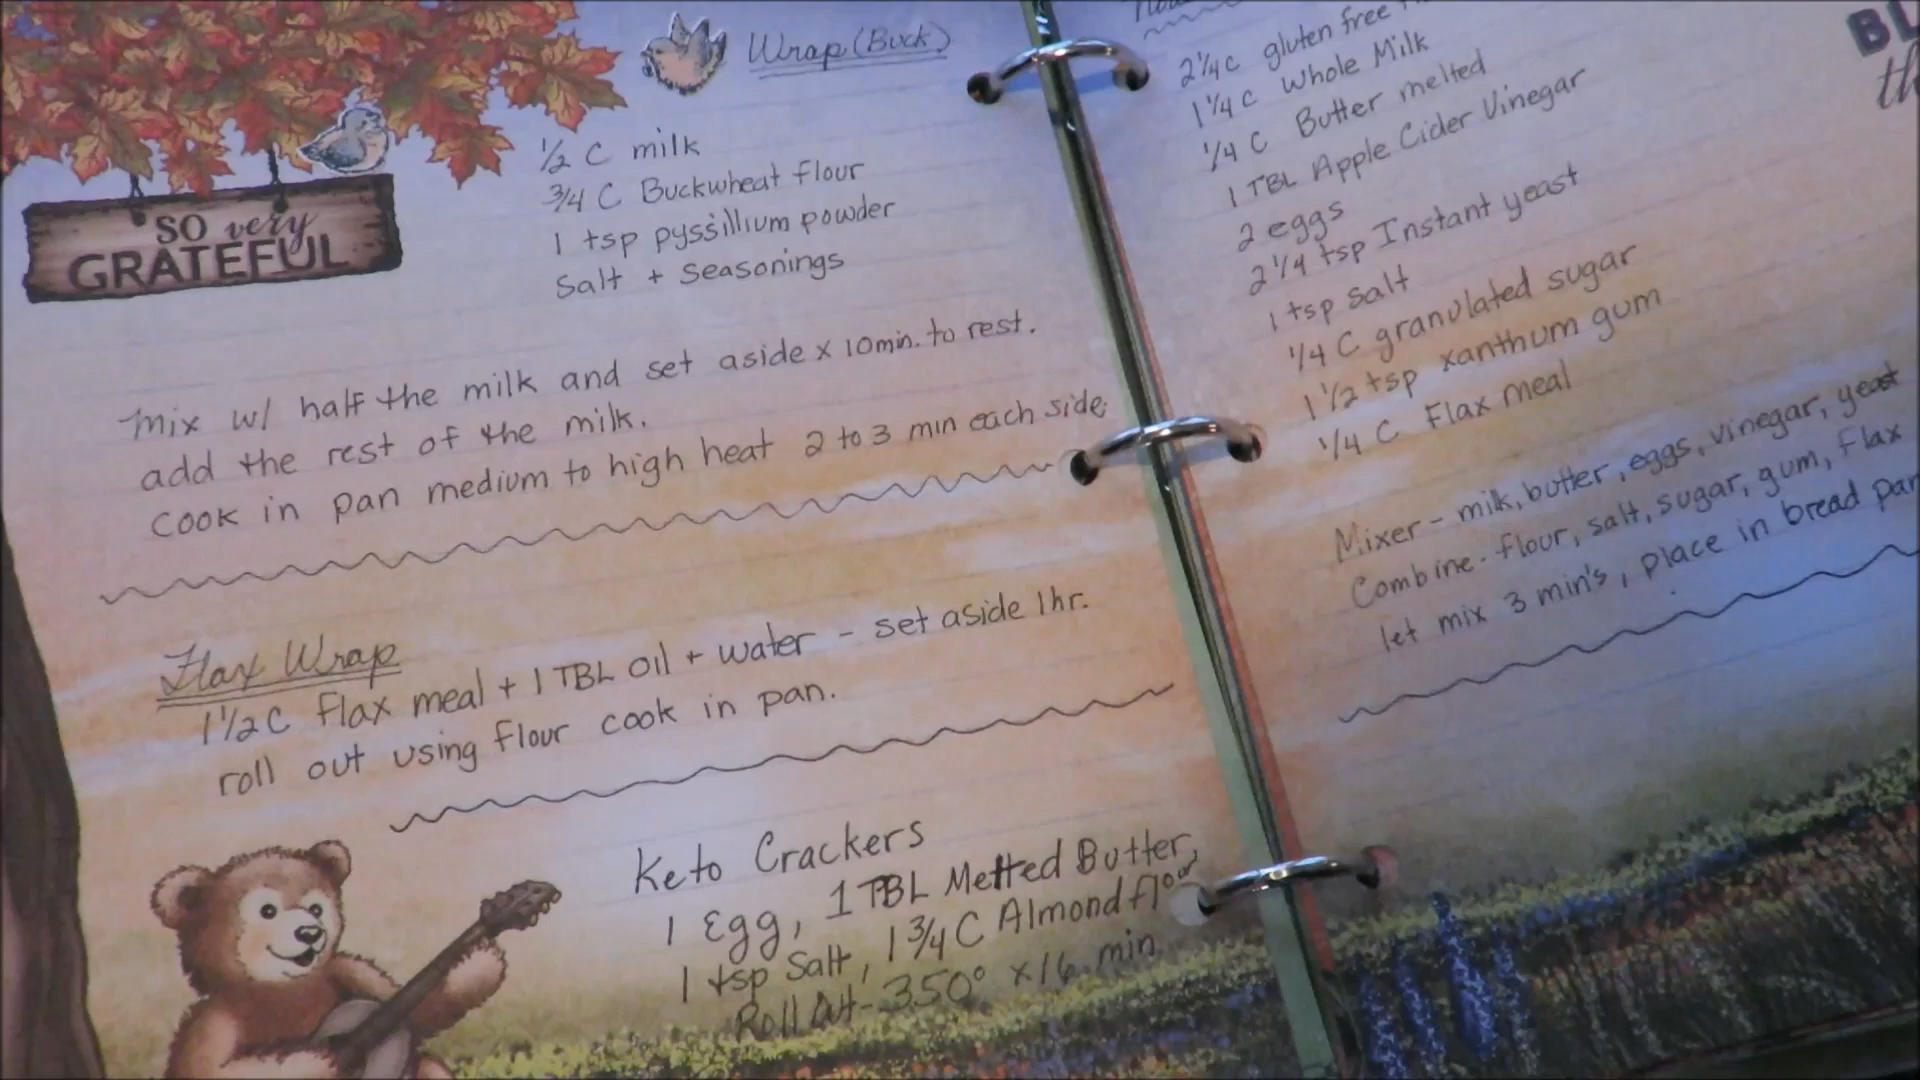 Wrap (Buck)
SO very
GRATEFUL
1/2 C milk
3/4 C Buckwheat flour
1 tsp pyssillium powder
Salt + Seasonings
mix w/ half the milk and set aside x 10 min. to rest.
add the rest of the milk.
Cook in pan medium to high heat 2 to 3 min each side.
Flax Wrap
1 1/2 C flax meal + 1 TBL oil + water - set aside 1 hr.
roll out using flour cook in pan.
Keto Crackers
1 Egg, 1 TBL Melted Butter,
1 tsp Salt, 1 3/4 C Almond flour
Roll Out - 350° x 16 min
2 1/4 c gluten free
1 1/4 c Whole Milk
1/4 C Butter melted
1 TBL Apple Cider Vinegar
2 eggs
2 1/4 tsp Instant yeast
1 tsp salt
1/4 C granulated sugar
1 1/2 tsp xanthum gum
1/4 C Flax meal
Mixer - milk, butter, eggs, vinegar, yeast
Combine - flour, salt, sugar, gum, flax
let mix 3 min's, place in bread pan
BL
th